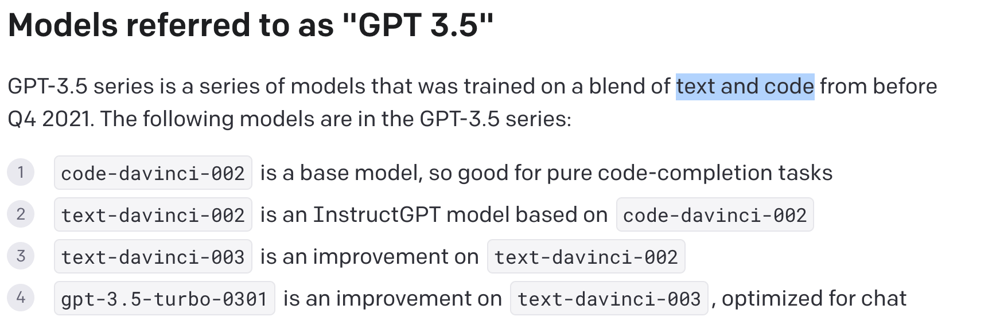 Models referred to as "GPT 3.5"
GPT-3.5 series is a series of models that was trained on a blend of text and code from before
Q4 2021. The following models are in the GPT-3.5 series:
1 code-davinci-002 is a base model, so good for pure code-completion tasks
2 text-davinci-002 is an InstructGPT model based on code-davinci-002
3 text-davinci-003 is an improvement on text-davinci-002
4 gpt-3.5-turbo-0301 is an improvement on text-davinci-003, optimized for chat